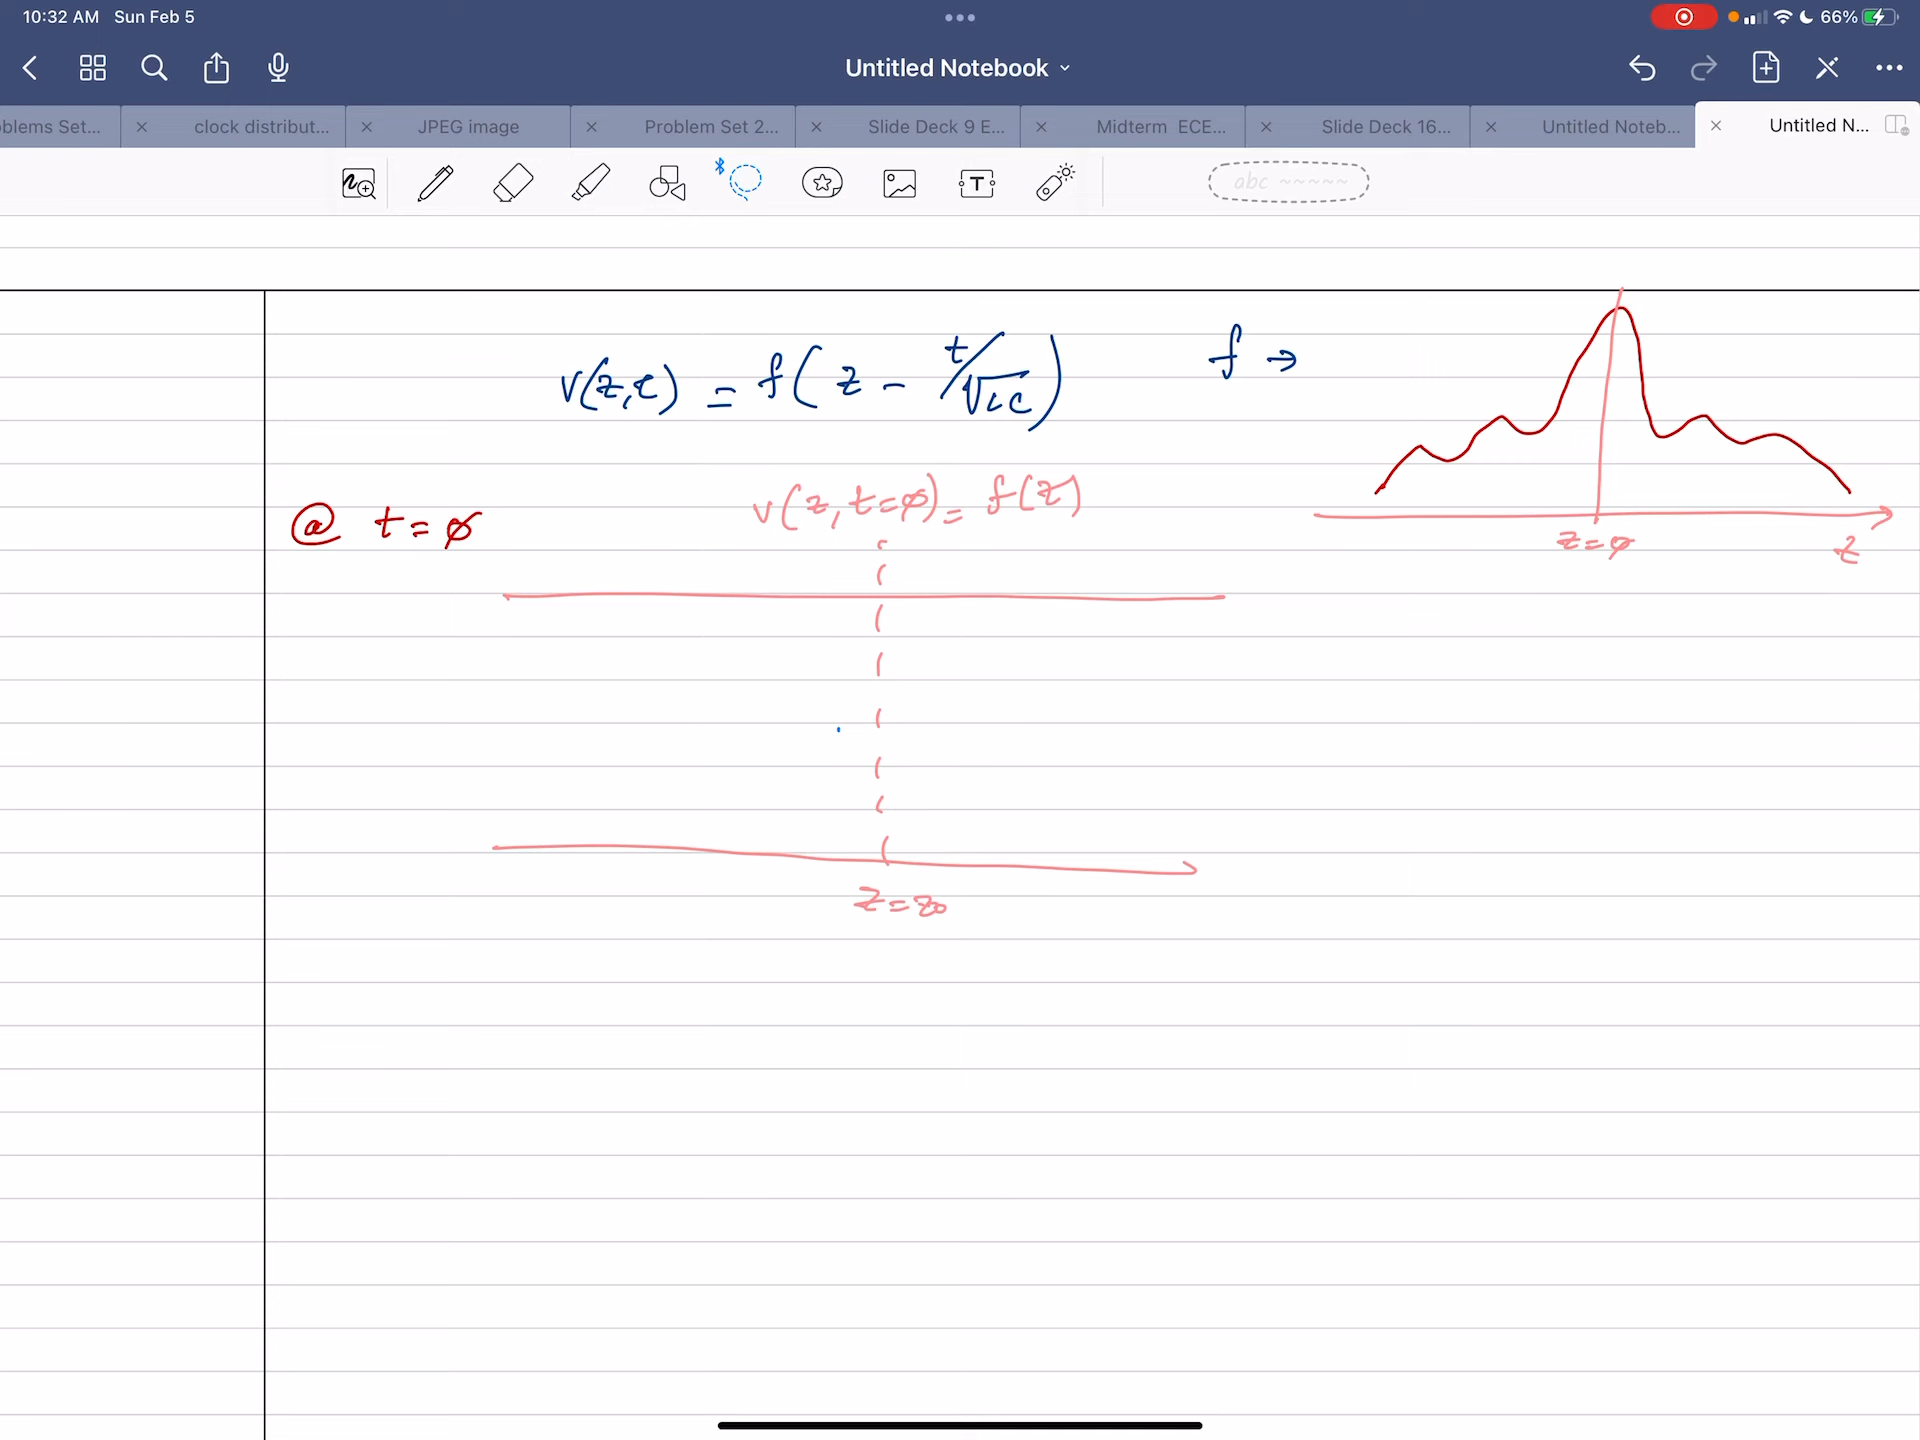 10:32 AM Sun Feb 5
66%
Untitled Notebook
oblems Set...
clock distribut...
JPEG image
Problem Set 2...
Slide Deck 9 E...
Midterm ECE...
Slide Deck 16...
Untitled Noteb...
Untitled N...
T
abc ~~~~~
v(z,t) = f(z - t/√LC)
f →
@ t=∅
v(z, t=∅) = f(z)
z=∅
z
z=z₀